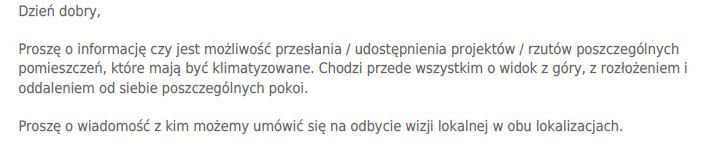 Dzień dobry,
Proszę o informację czy jest możliwość przesłania / udostępnienia projektów / rzutów poszczególnych
pomieszczeń, które mają być klimatyzowane. Chodzi przede wszystkim o widok z góry, z rozłożeniem i
oddaleniem od siebie poszczególnych pokoi.
Proszę o wiadomość z kim możemy umówić się na odbycie wizji lokalnej w obu lokalizacjach.